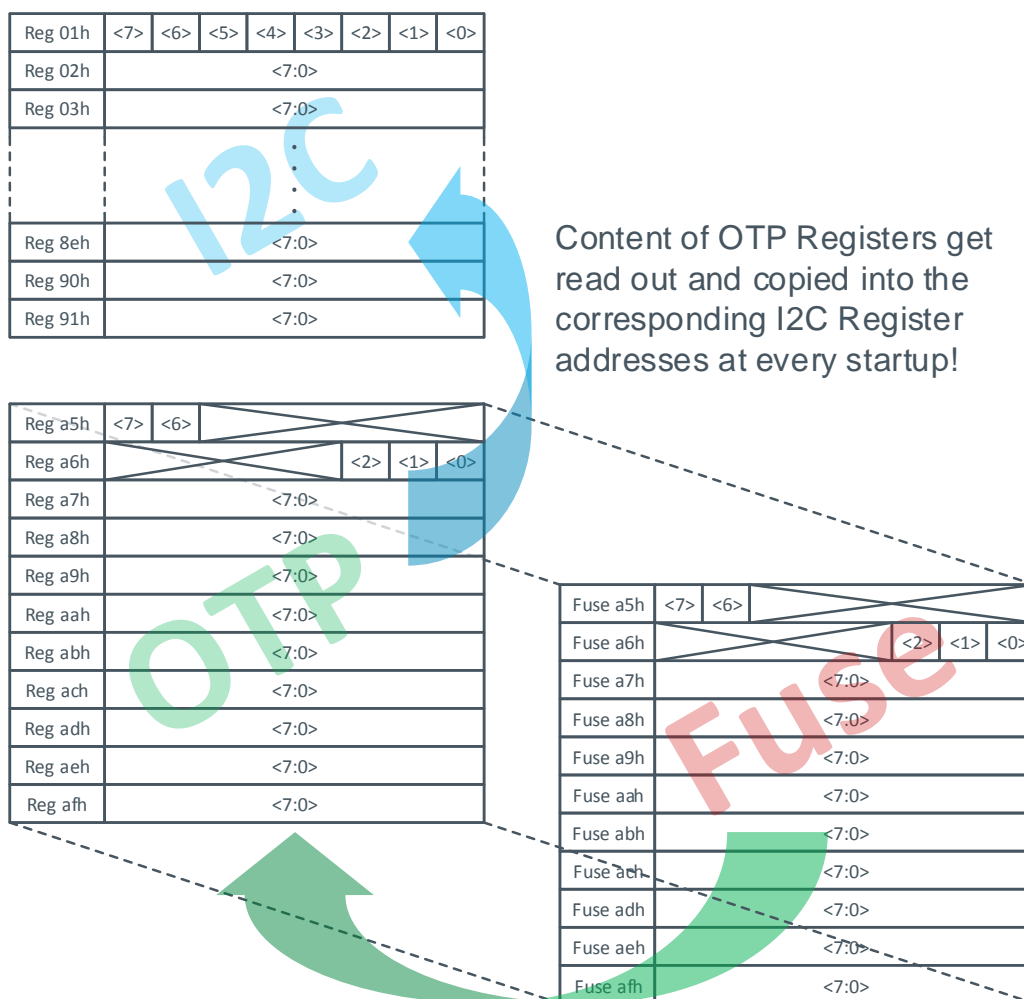 Reg 01h <7> <6> <5> <4> <3> <2> <1> <0>
Reg 02h <7:0>
Reg 03h <7:0>
I2C
Reg 8eh <7:0>
Reg 90h <7:0>
Reg 91h <7:0>
Content of OTP Registers get
read out and copied into the
corresponding I2C Register
addresses at every startup!
Reg a5h <7> <6>
Reg a6h <2> <1> <0>
Reg a7h <7:0>
Reg a8h <7:0>
Reg a9h <7:0>
Reg aah <7:0>
Reg abh <7:0>
Reg ach <7:0>
Reg adh <7:0>
Reg aeh <7:0>
Reg afh <7:0>
OTP
Fuse a5h <7> <6>
Fuse a6h <2> <1> <0>
Fuse a7h <7:0>
Fuse a8h <7:0>
Fuse a9h <7:0>
Fuse aah <7:0>
Fuse abh <7:0>
Fuse ach <7:0>
Fuse adh <7:0>
Fuse aeh <7:0>
Fuse afh <7:0>
Fuse